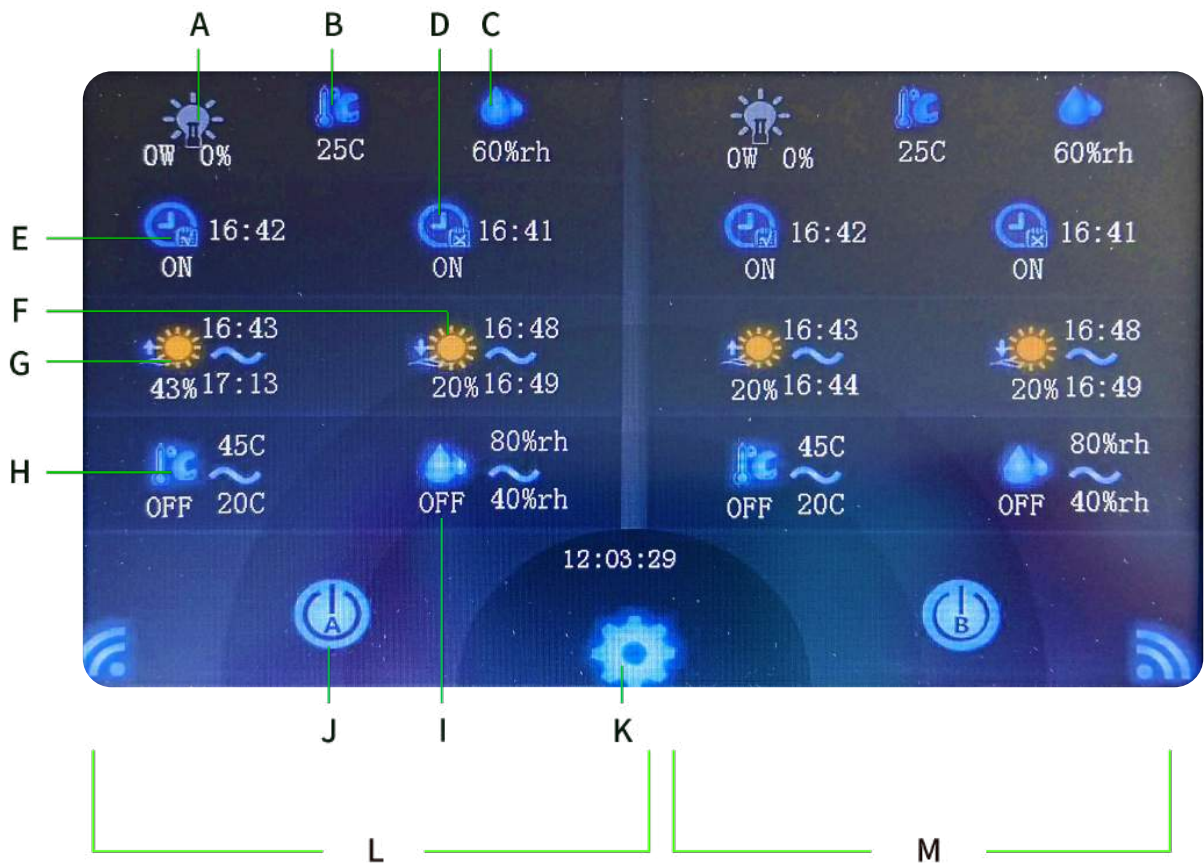 A B D C
0W 0% 25C 60%rh 0W 0% 25C 60%rh
E 16:42 16:41 16:42 16:41
ON ON ON ON
F 16:43 16:48 16:43 16:48
G 43% 17:13 20% 16:49 20% 16:44 20% 16:49
45C 80%rh 45C 80%rh
H
OFF 20C OFF 40%rh OFF 20C OFF 40%rh
12:03:29
A B
J I K
L M